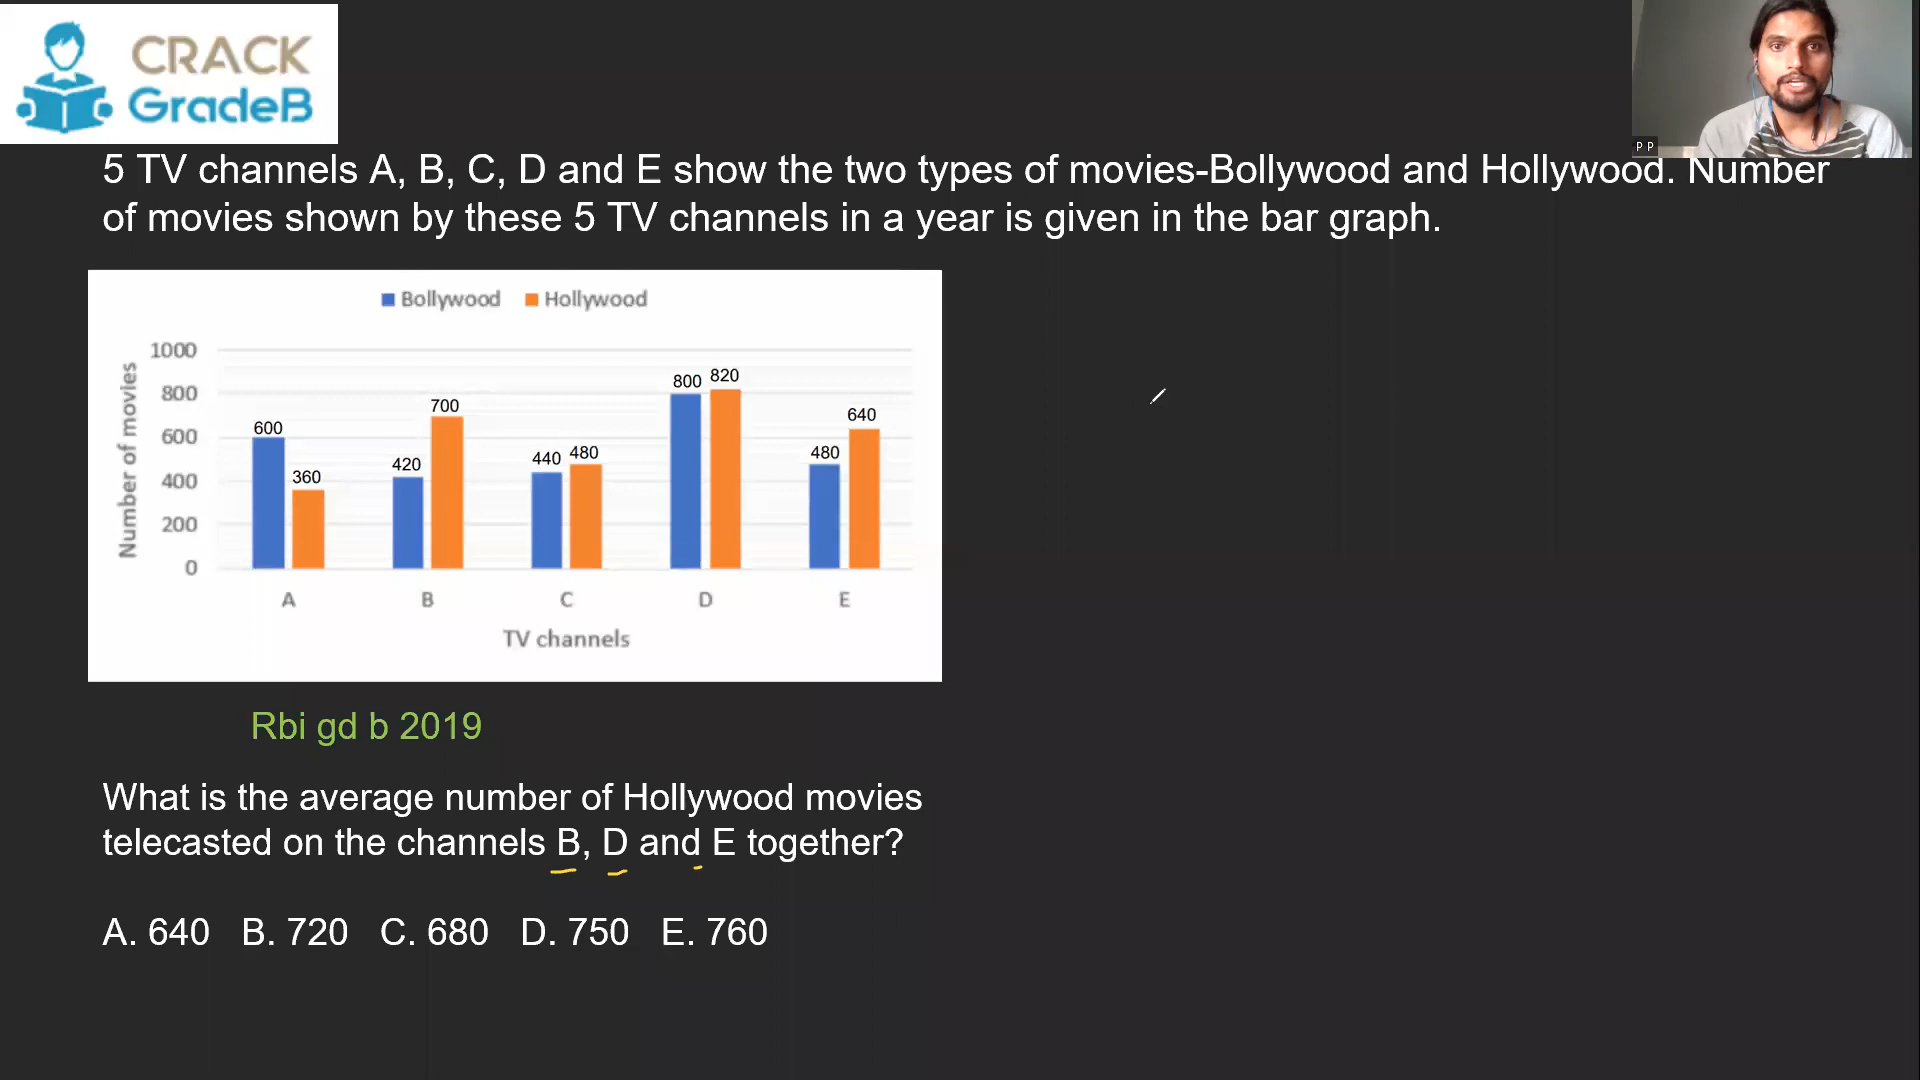 CRACK
GradeB
P P
5 TV channels A, B, C, D and E show the two types of movies-Bollywood and Hollywood. Number
of movies shown by these 5 TV channels in a year is given in the bar graph.
Bollywood Hollywood
Number of movies
1000
800
600
400
200
0
600
360
420
700
440
480
800
820
480
640
A B C D E
TV channels
Rbi gd b 2019
What is the average number of Hollywood movies
telecasted on the channels B, D and E together?
A. 640 B. 720 C. 680 D. 750 E. 760